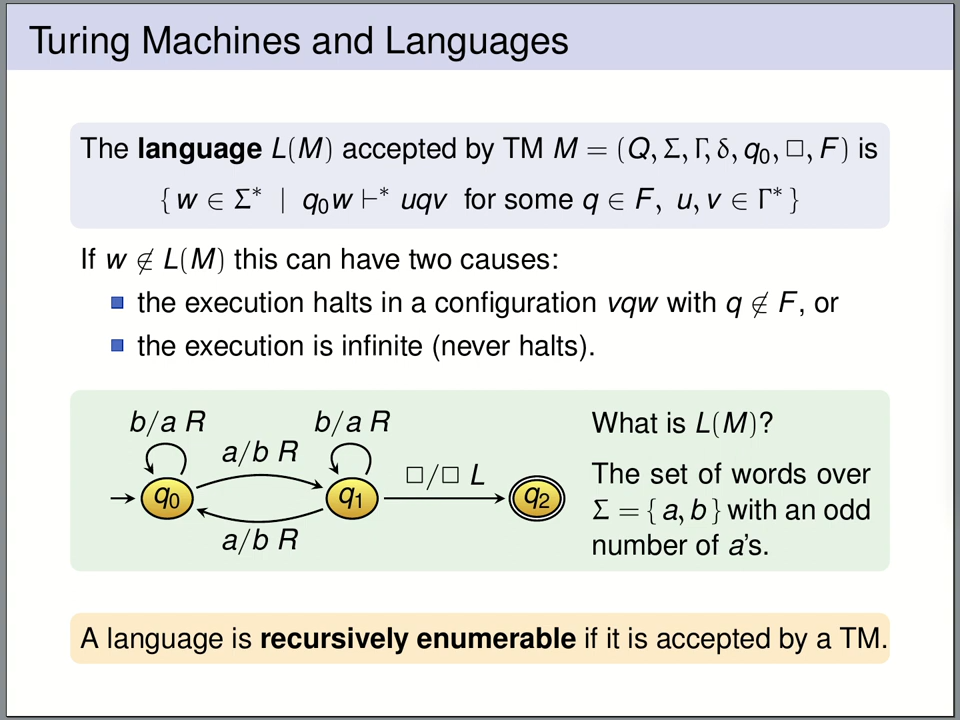 Turing Machines and Languages
The language L(M) accepted by TM M = (Q, Σ, Γ, δ, q₀, □, F) is
{ w ∈ Σ* | q₀w ⊢* uqv for some q ∈ F, u, v ∈ Γ* }
If w ∉ L(M) this can have two causes:
the execution halts in a configuration vqw with q ∉ F, or
the execution is infinite (never halts).
b/a R
b/a R
a/b R
□/□ L
q₀
q₁
q₂
a/b R
What is L(M)?
The set of words over
Σ = { a, b } with an odd
number of a's.
A language is recursively enumerable if it is accepted by a TM.